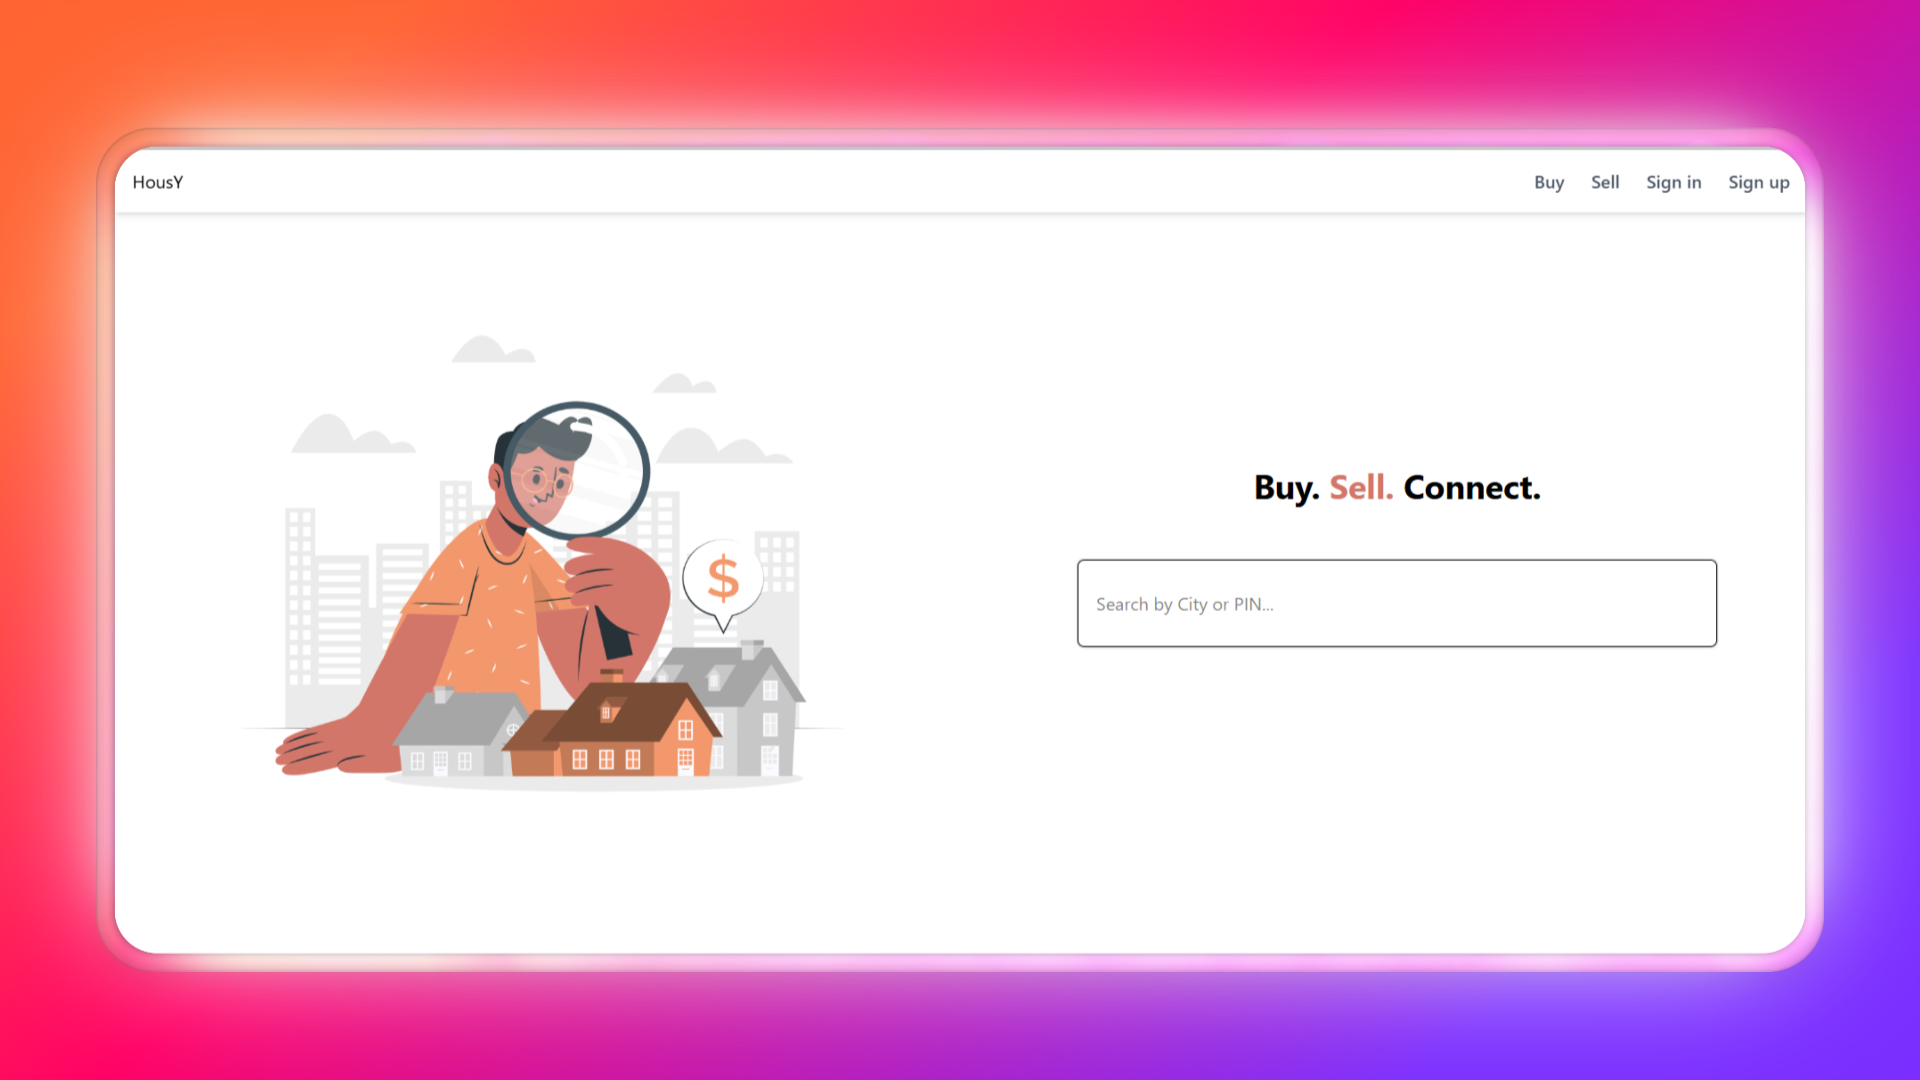 HousY
Buy Sell Sign in Sign up
$
Buy. Sell. Connect.
Search by City or PIN...